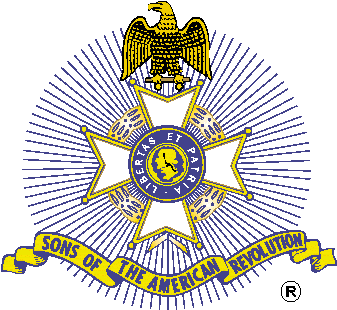 LIBERTAS ET PATRIA
SONS OF THE AMERICAN REVOLUTION
®